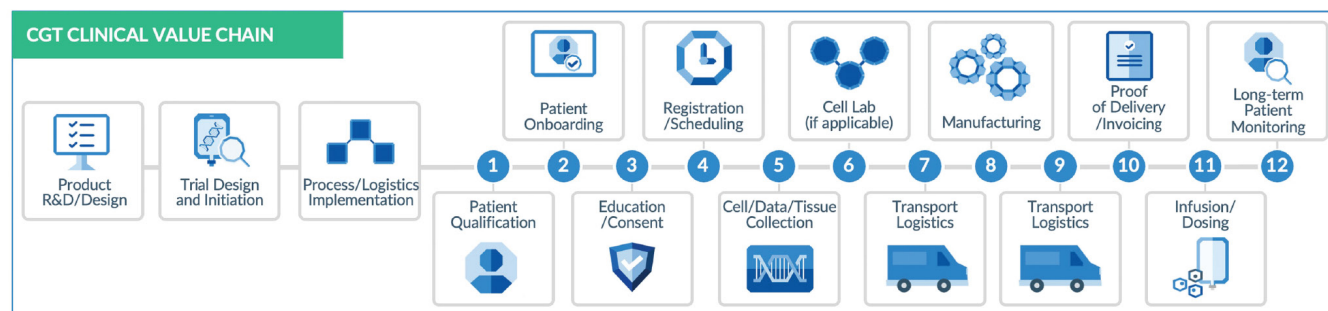 CGT CLINICAL VALUE CHAIN
Product
R&D/Design
Trial Design
and Initiation
Process/Logistics
Implementation
1
Patient
Qualification
2
Patient
Onboarding
3
Education
/Consent
4
Registration
/Scheduling
5
Cell/Data/Tissue
Collection
6
Cell Lab
(if applicable)
7
Transport
Logistics
8
Manufacturing
9
Transport
Logistics
10
Proof
of Delivery
/Invoicing
11
Infusion/
Dosing
12
Long-term
Patient
Monitoring